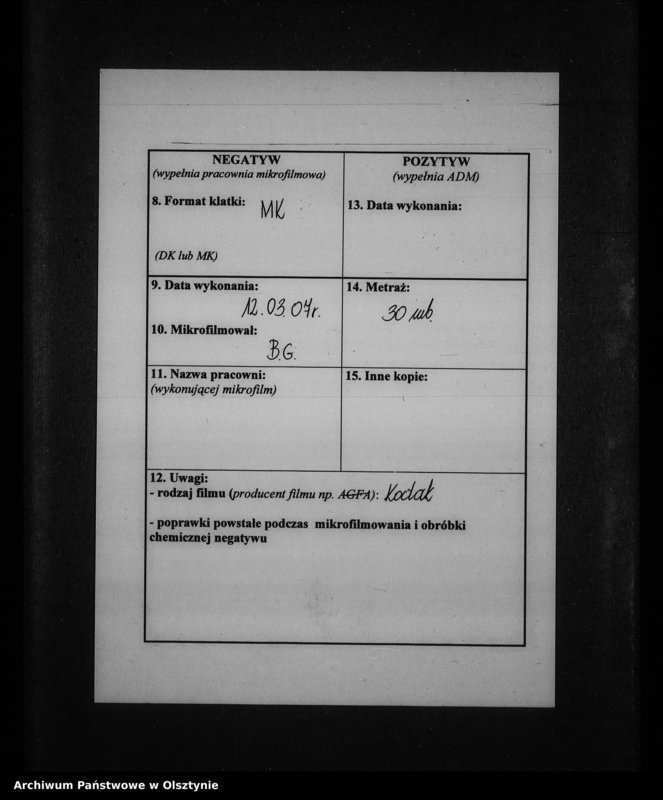 NEGATYW
(wypełnia pracownia mikrofilmowa)
8. Format klatki: MK
(DK lub MK)
POZYTYW
(wypełnia ADM)
13. Data wykonania:
9. Data wykonania:
12.03.07r.
10. Mikrofilmował:
B.G.
14. Metraż:
30 mb.
11. Nazwa pracowni:
(wykonującej mikrofilm)
15. Inne kopie:
12. Uwagi:
- rodzaj filmu (producent filmu np. AGFA): Kodak
- poprawki powstałe podczas mikrofilmowania i obróbki
chemicznej negatywu
Archiwum Państwowe w Olsztynie